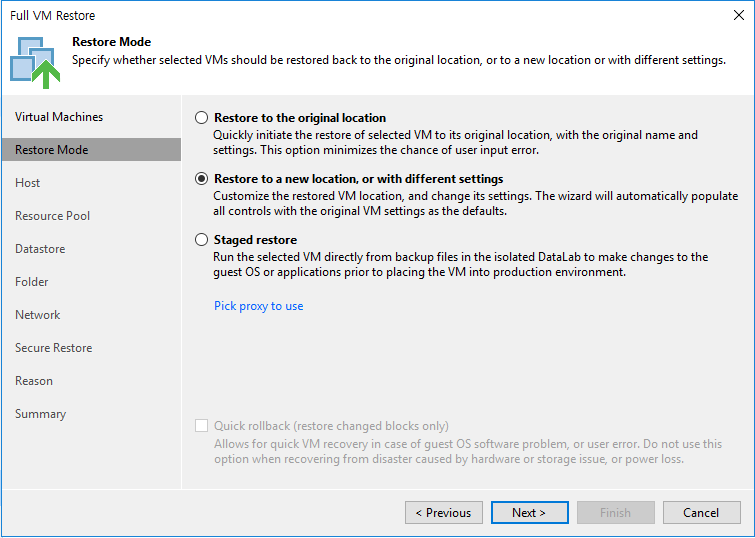 Full VM Restore
Restore Mode
Specify whether selected VMs should be restored back to the original location, or to a new location or with different settings.
Virtual Machines
Restore Mode
Host
Resource Pool
Datastore
Folder
Network
Secure Restore
Reason
Summary
Restore to the original location
Quickly initiate the restore of selected VM to its original location, with the original name and
settings. This option minimizes the chance of user input error.
Restore to a new location, or with different settings
Customize the restored VM location, and change its settings. The wizard will automatically populate
all controls with the original VM settings as the defaults.
Staged restore
Run the selected VM directly from backup files in the isolated DataLab to make changes to the
guest OS or applications prior to placing the VM into production environment.
Pick proxy to use
Quick rollback (restore changed blocks only)
Allows for quick VM recovery in case of guest OS software problem, or user error. Do not use this
option when recovering from disaster caused by hardware or storage issue, or power loss.
< Previous
Next >
Finish
Cancel